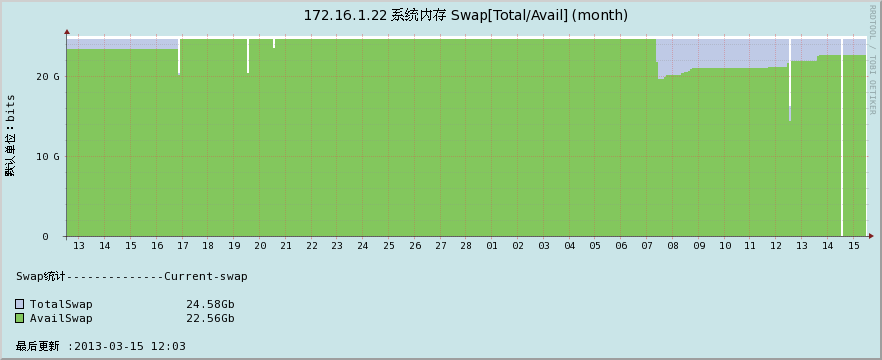 172.16.1.22 系统内存 Swap[Total/Avail] (month)
RRDTOOL / TOBI OETIKER
默认单位：bits
20 G
10 G
0
13 14 15 16 17 18 19 20 21 22 23 24 25 26 27 28 01 02 03 04 05 06 07 08 09 10 11 12 13 14 15
Swap统计--------------Current-swap
TotalSwap 24.58Gb
AvailSwap 22.56Gb
最后更新 :2013-03-15 12:03